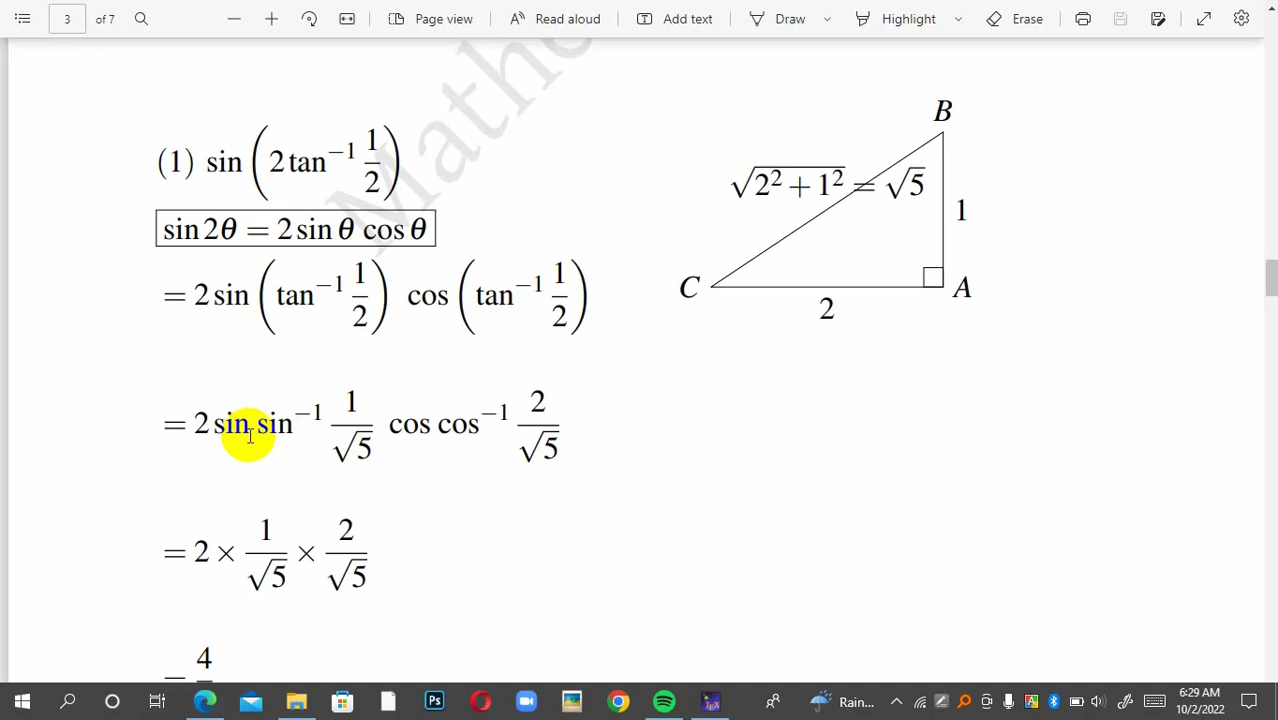 3 of 7 Page view Read aloud Add text Draw Highlight Erase
Mathe
(1) sin (2 tan⁻¹ 1/2)
sin 2θ = 2 sin θ cos θ
= 2 sin (tan⁻¹ 1/2) cos (tan⁻¹ 1/2)
= 2 sin sin⁻¹ 1/√5 cos cos⁻¹ 2/√5
= 2 × 1/√5 × 2/√5
= 4
B
√2² + 1² = √5
1
C
A
2
Ps
Rain...
6:29 AM
10/2/2022